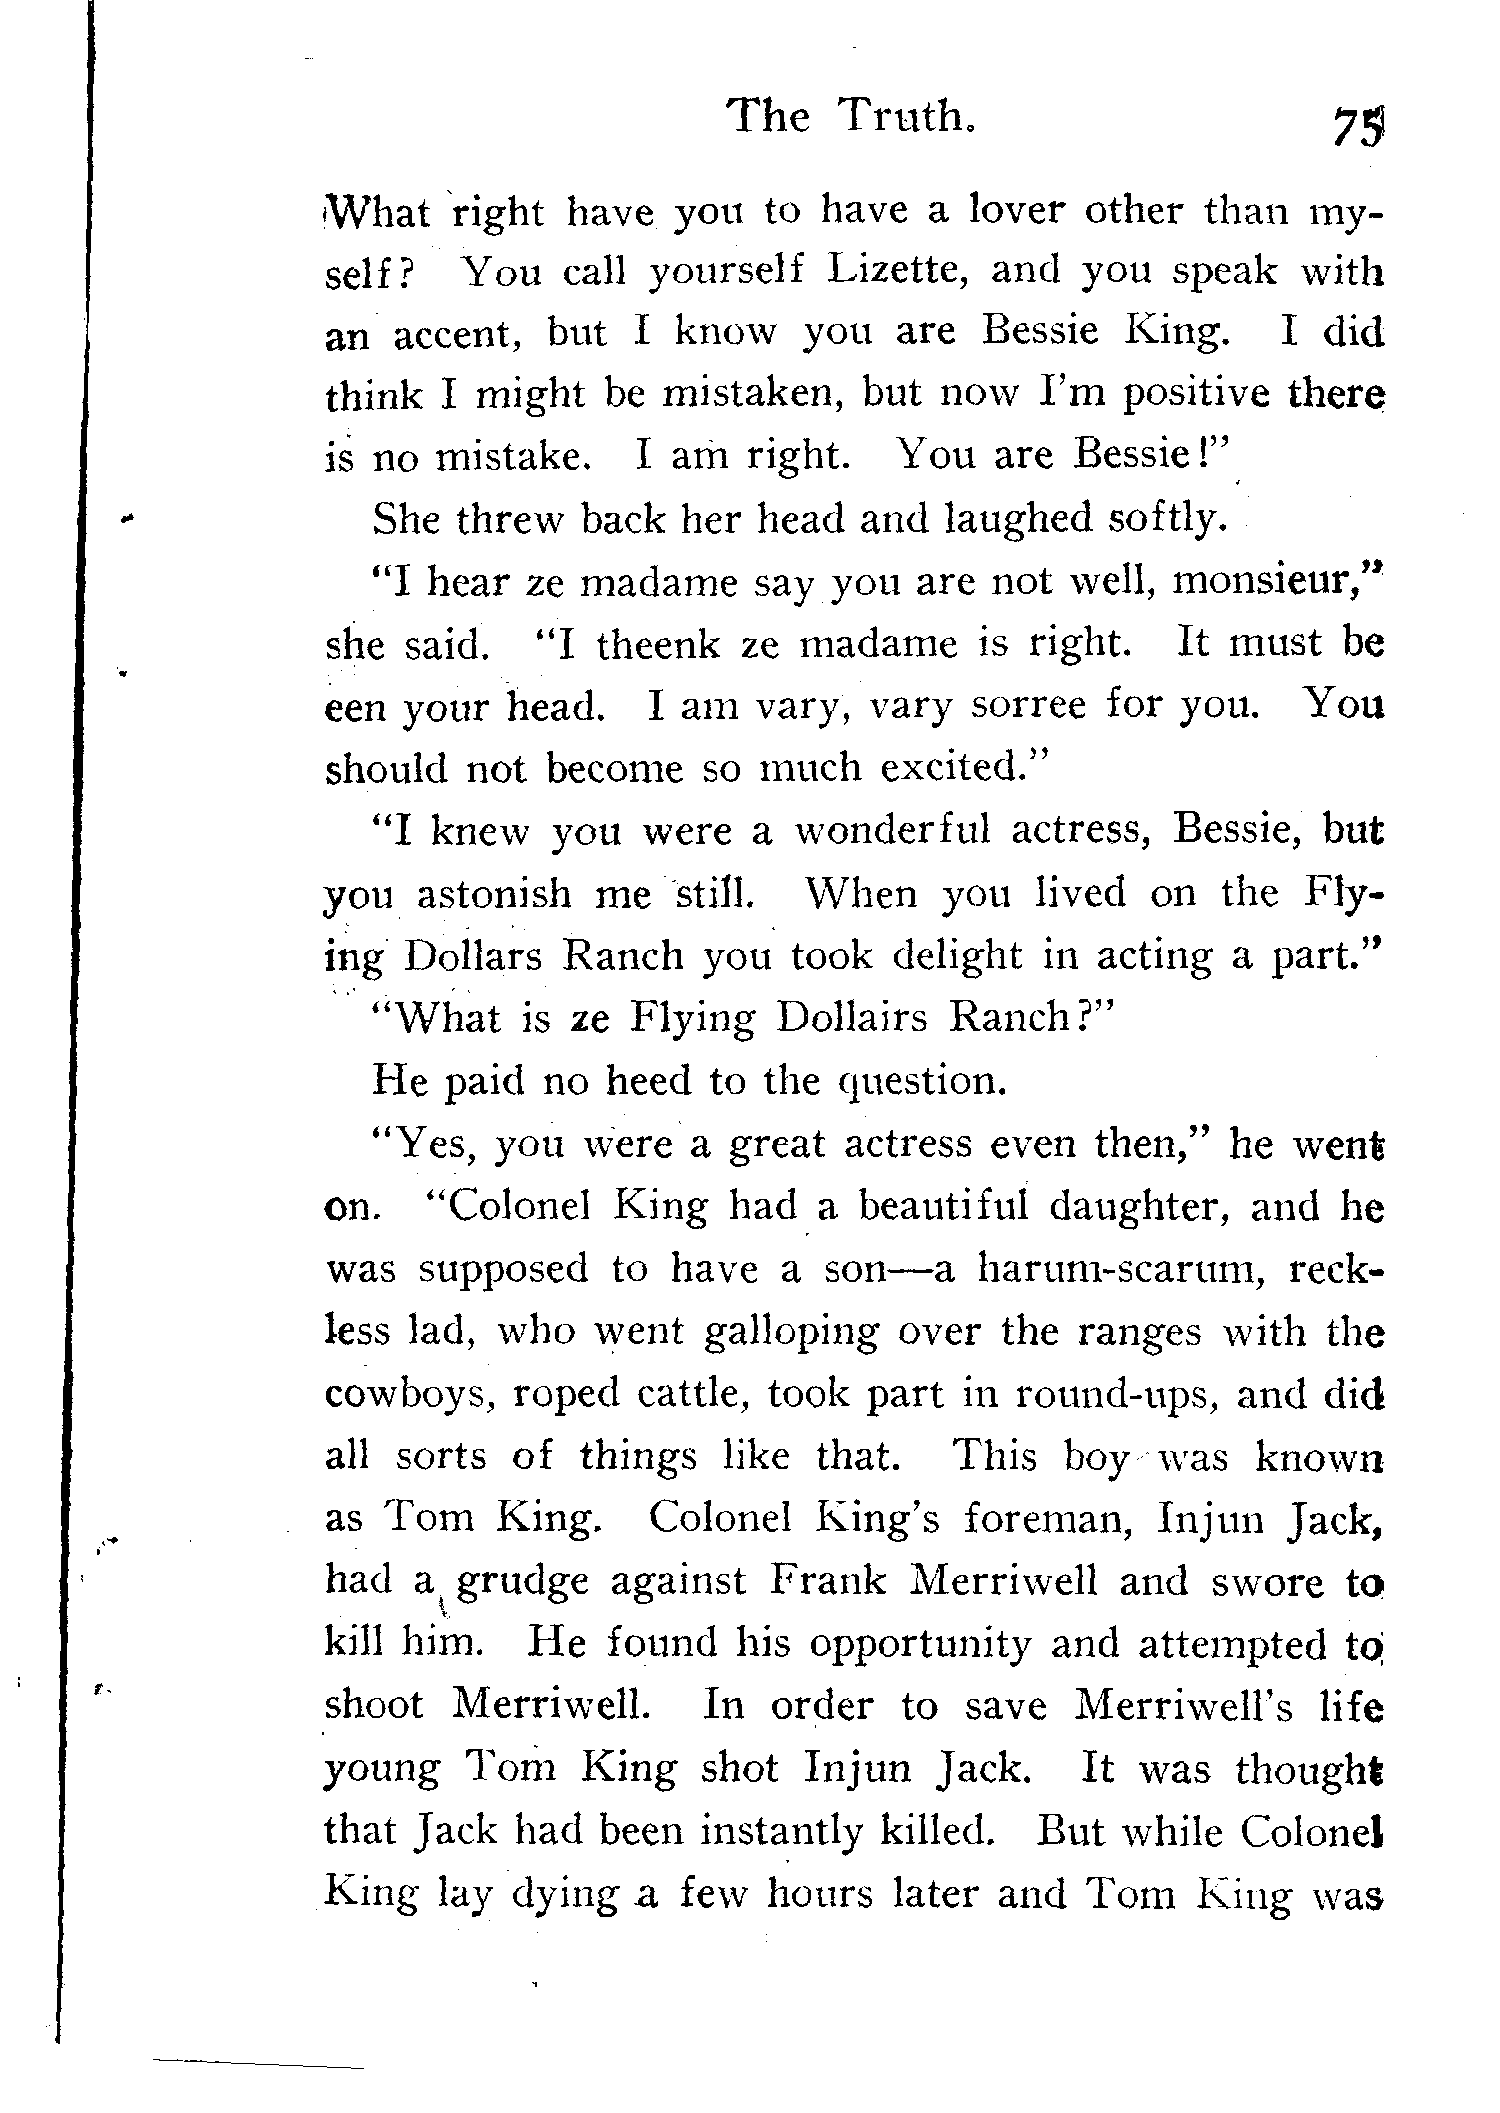 The Truth. 75
What right have you to have a lover other than my-
self? You call yourself Lizette, and you speak with
an accent, but I know you are Bessie King. I did
think I might be mistaken, but now I'm positive there
is no mistake. I am right. You are Bessie!"
She threw back her head and laughed softly.
"I hear ze madame say you are not well, monsieur,"
she said. "I theenk ze madame is right. It must be
een your head. I am vary, vary sorree for you. You
should not become so much excited."
"I knew you were a wonderful actress, Bessie, but
you astonish me still. When you lived on the Fly-
ing Dollars Ranch you took delight in acting a part."
"What is ze Flying Dollairs Ranch?"
He paid no heed to the question.
"Yes, you were a great actress even then," he went
on. "Colonel King had a beautiful daughter, and he
was supposed to have a son—a harum-scarum, reck-
less lad, who went galloping over the ranges with the
cowboys, roped cattle, took part in round-ups, and did
all sorts of things like that. This boy was known
as Tom King. Colonel King's foreman, Injun Jack,
had a grudge against Frank Merriwell and swore to
kill him. He found his opportunity and attempted to
shoot Merriwell. In order to save Merriwell's life
young Tom King shot Injun Jack. It was thought
that Jack had been instantly killed. But while Colonel
King lay dying a few hours later and Tom King was